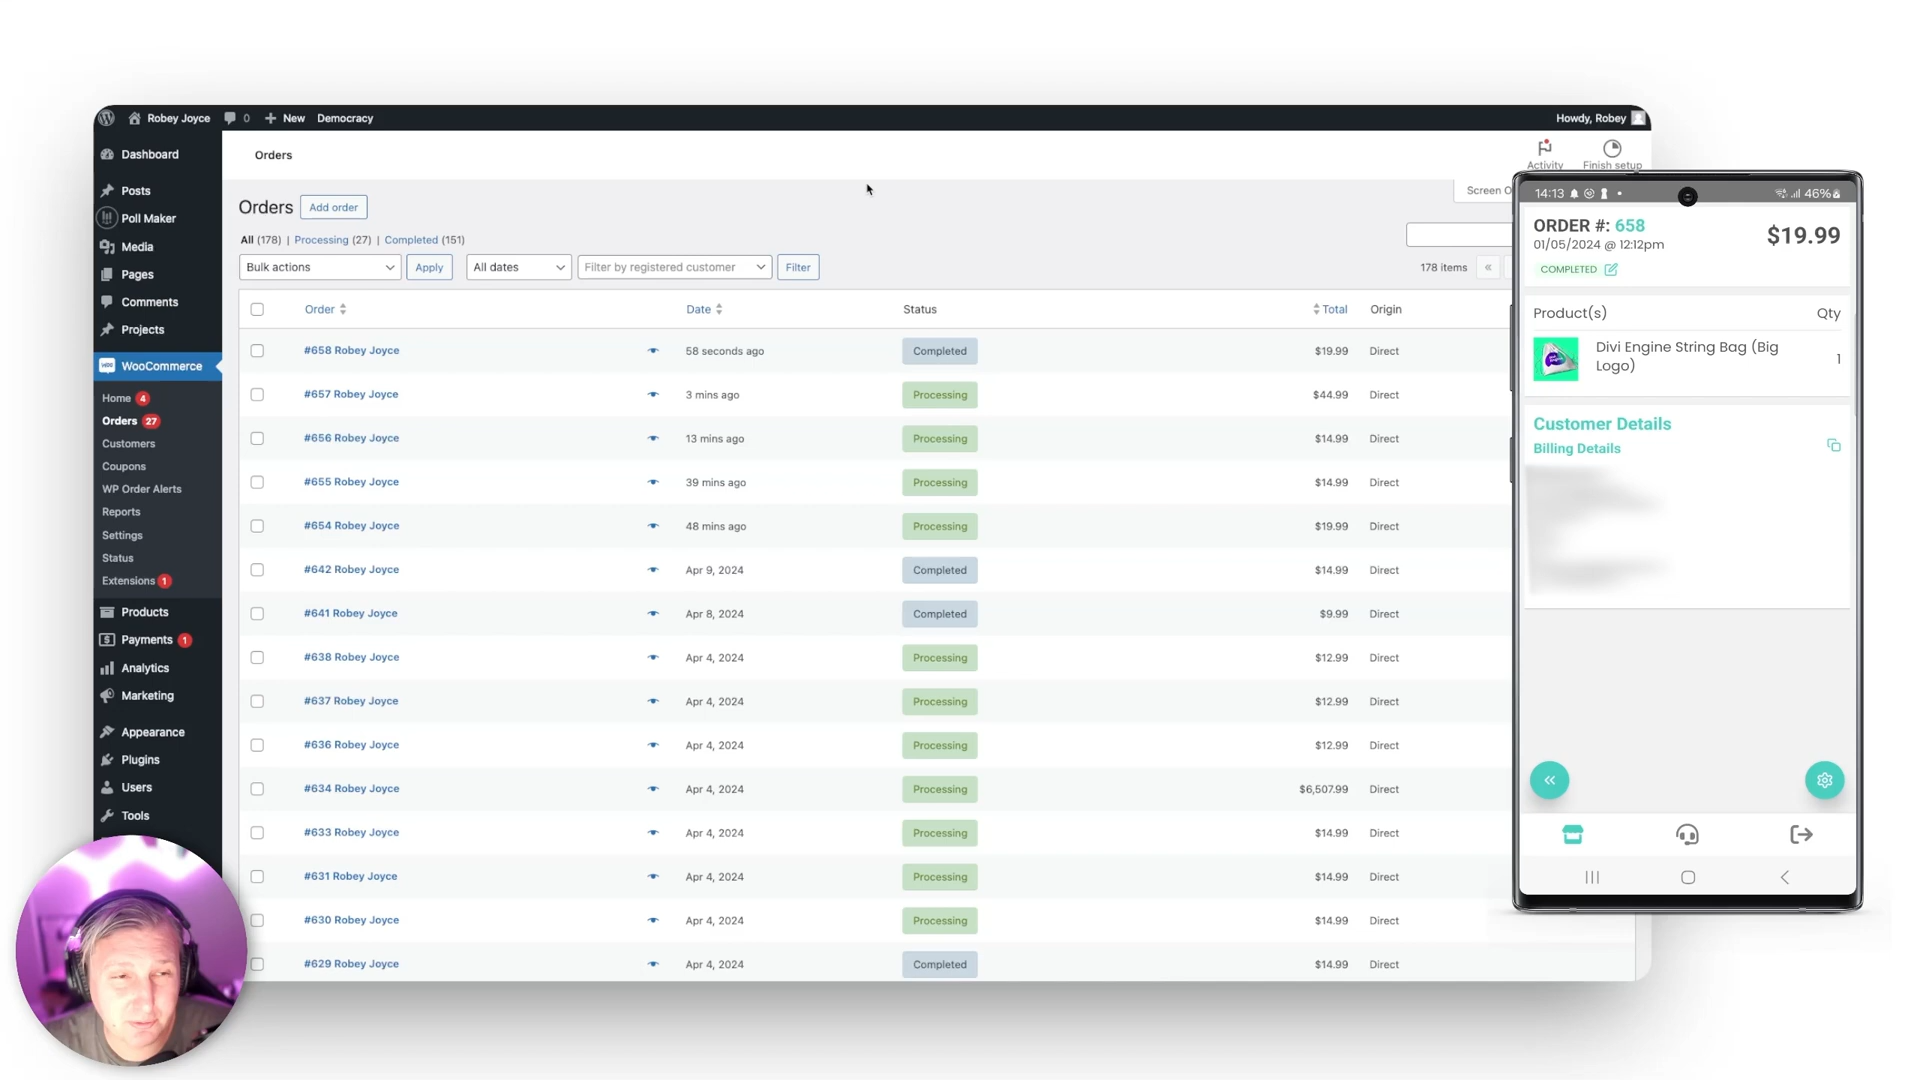 Robey Joyce 0 New Democracy Howdy, Robey
Dashboard
Posts
Poll Maker
Media
Pages
Comments
Projects
WooCommerce
Home 4
Orders 27
Customers
Coupons
WP Order Alerts
Reports
Settings
Status
Extensions 1
Products
Payments 1
Analytics
Marketing
Appearance
Plugins
Users
Tools
Orders
Activity
Finish setup
Screen O
Orders Add order
All (178) | Processing (27) | Completed (151)
Bulk actions Apply All dates Filter by registered customer Filter 178 items «
Order Date Status Total Origin
#658 Robey Joyce 58 seconds ago Completed $19.99 Direct
#657 Robey Joyce 3 mins ago Processing $44.99 Direct
#656 Robey Joyce 13 mins ago Processing $14.99 Direct
#655 Robey Joyce 39 mins ago Processing $14.99 Direct
#654 Robey Joyce 48 mins ago Processing $19.99 Direct
#642 Robey Joyce Apr 9, 2024 Completed $14.99 Direct
#641 Robey Joyce Apr 8, 2024 Completed $9.99 Direct
#638 Robey Joyce Apr 4, 2024 Processing $12.99 Direct
#637 Robey Joyce Apr 4, 2024 Processing $12.99 Direct
#636 Robey Joyce Apr 4, 2024 Processing $12.99 Direct
#634 Robey Joyce Apr 4, 2024 Processing $6,507.99 Direct
#633 Robey Joyce Apr 4, 2024 Processing $14.99 Direct
#631 Robey Joyce Apr 4, 2024 Processing $14.99 Direct
#630 Robey Joyce Apr 4, 2024 Processing $14.99 Direct
#629 Robey Joyce Apr 4, 2024 Completed $14.99 Direct
14:13 46%
ORDER #: 658 $19.99
01/05/2024 @ 12:12pm
COMPLETED
Product(s) Qty
Divi Engine String Bag (Big
Logo) 1
Customer Details
Billing Details